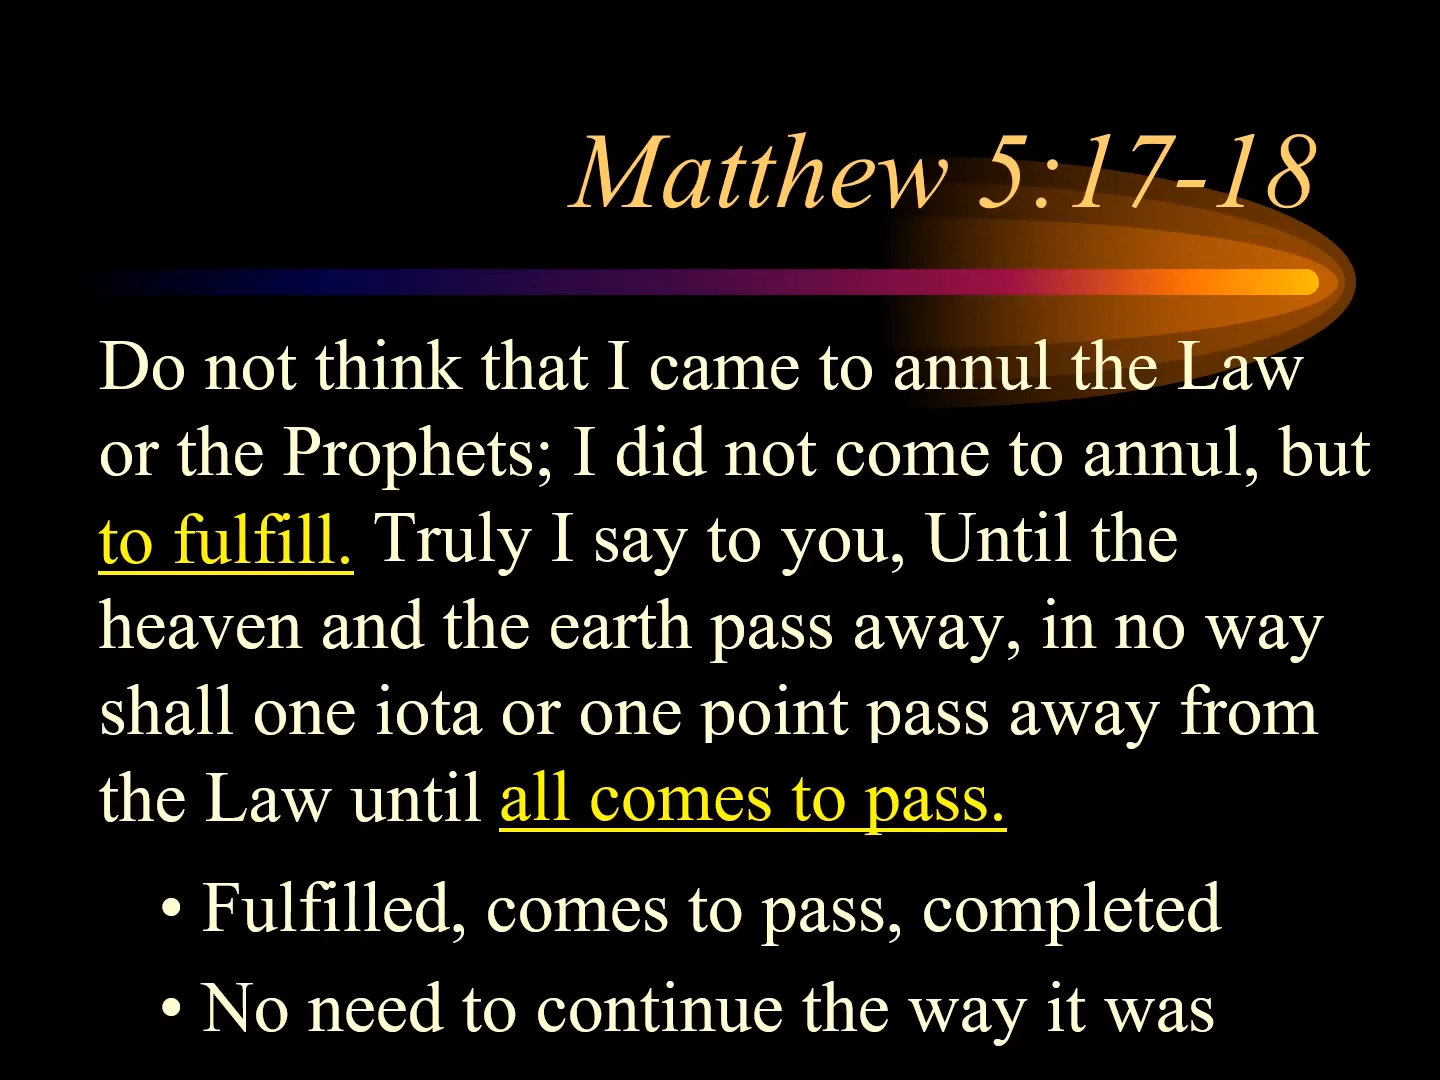 Matthew 5:17-18
Do not think that I came to annul the Law
or the Prophets; I did not come to annul, but
to fulfill. Truly I say to you, Until the
heaven and the earth pass away, in no way
shall one iota or one point pass away from
the Law until all comes to pass.
• Fulfilled, comes to pass, completed
• No need to continue the way it was